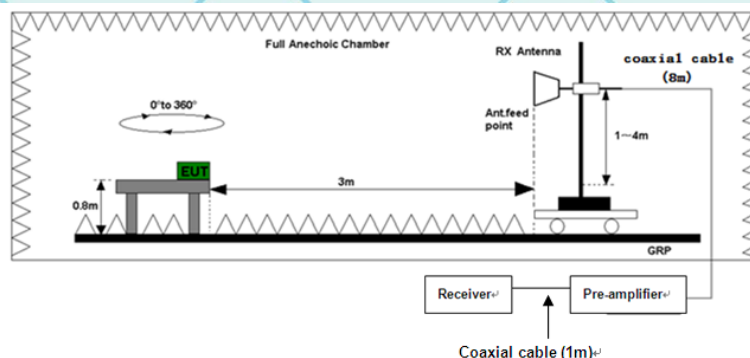 Full Anechoic Chamber
RX Antenna
coaxial cable
(8m)
0°to 360°
Ant.feed
point
1~4m
EUT
3m
0.8m
GRP
Receiver↵
Pre-amplifier↵
Coaxial cable (1m)↵